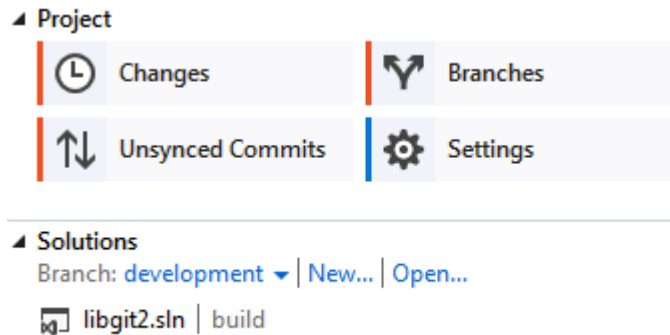 Project
Changes
Branches
Unsynced Commits
Settings
Solutions
Branch: development | New... | Open...
libgit2.sln | build